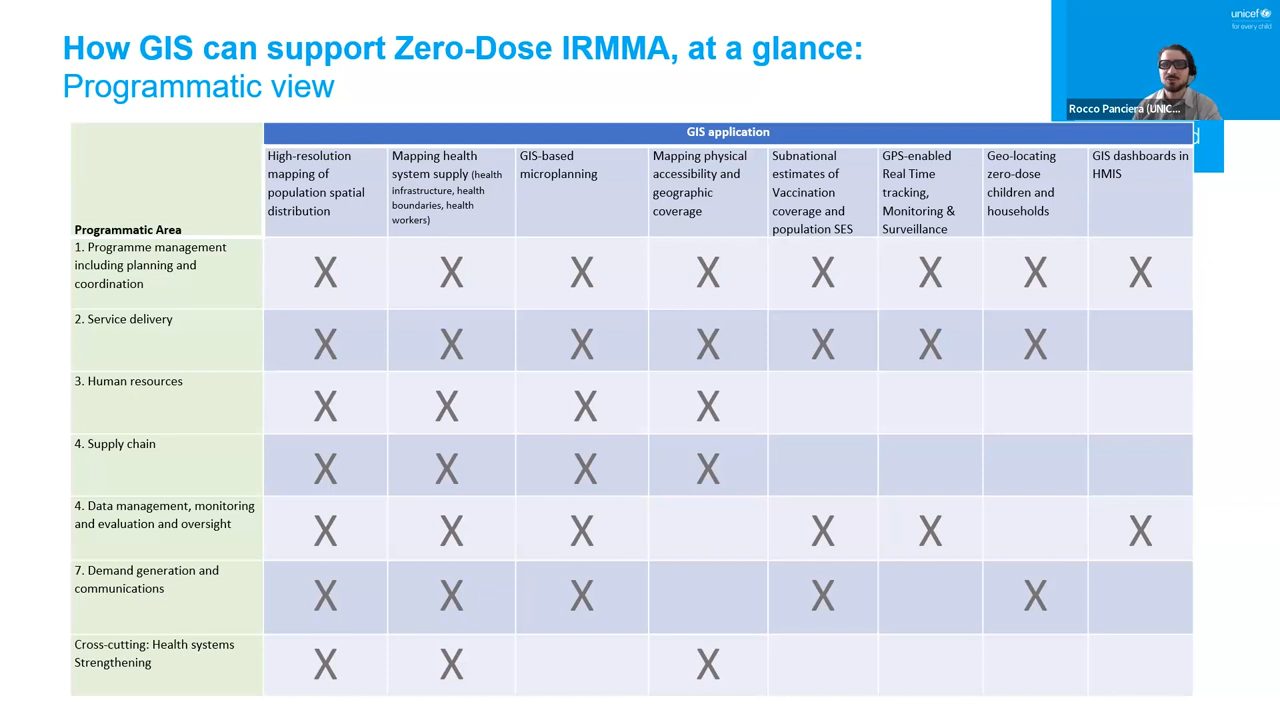 How GIS can support Zero-Dose IRMMA, at a glance:
Programmatic view
unicef
for every child
Rocco Panciera (UNIC...
d
GIS application
Programmatic Area
High-resolution
mapping of
population spatial
distribution
Mapping health
system supply (health
infrastructure, health
boundaries, health
workers)
GIS-based
microplanning
Mapping physical
accessibility and
geographic
coverage
Subnational
estimates of
Vaccination
coverage and
population SES
GPS-enabled
Real Time
tracking,
Monitoring &
Surveillance
Geo-locating
zero-dose
children and
households
GIS dashboards in
HMIS
1. Programme management
including planning and
coordination
X X X X X X X X
2. Service delivery
X X X X X X X
3. Human resources
X X X X
4. Supply chain
X X X X
4. Data management, monitoring
and evaluation and oversight
X X X X X X
7. Demand generation and
communications
X X X X X
Cross-cutting: Health systems
Strengthening
X X X